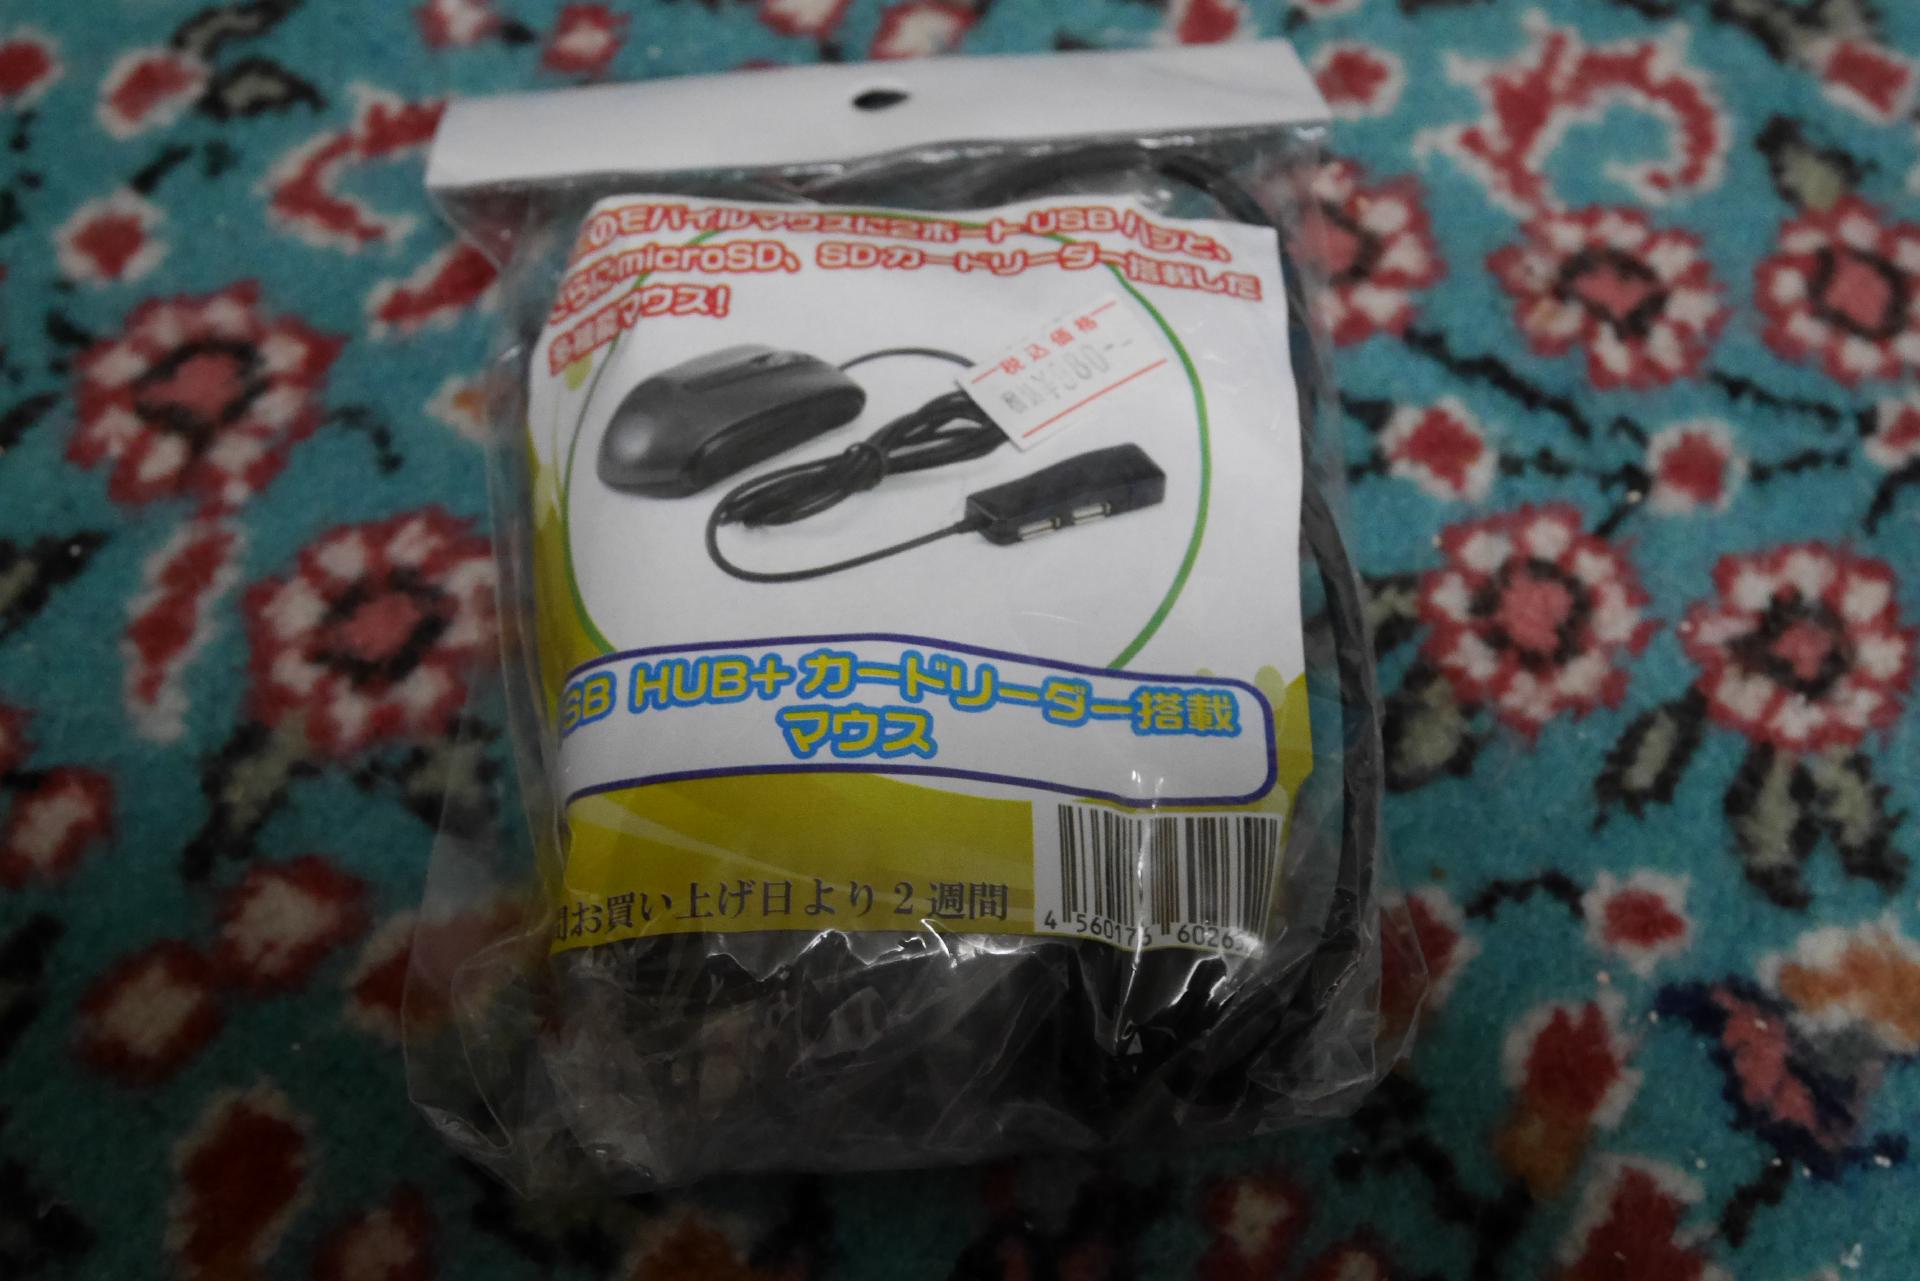 のモバイルマウスに2ポートUSBハブと、
さらにmicroSD、SDカードリーダー搭載した
多機能マウス!
税込価格
SB HUB+カードリーダー搭載
マウス
間お買い上げ日より2週間
4 560176 6026